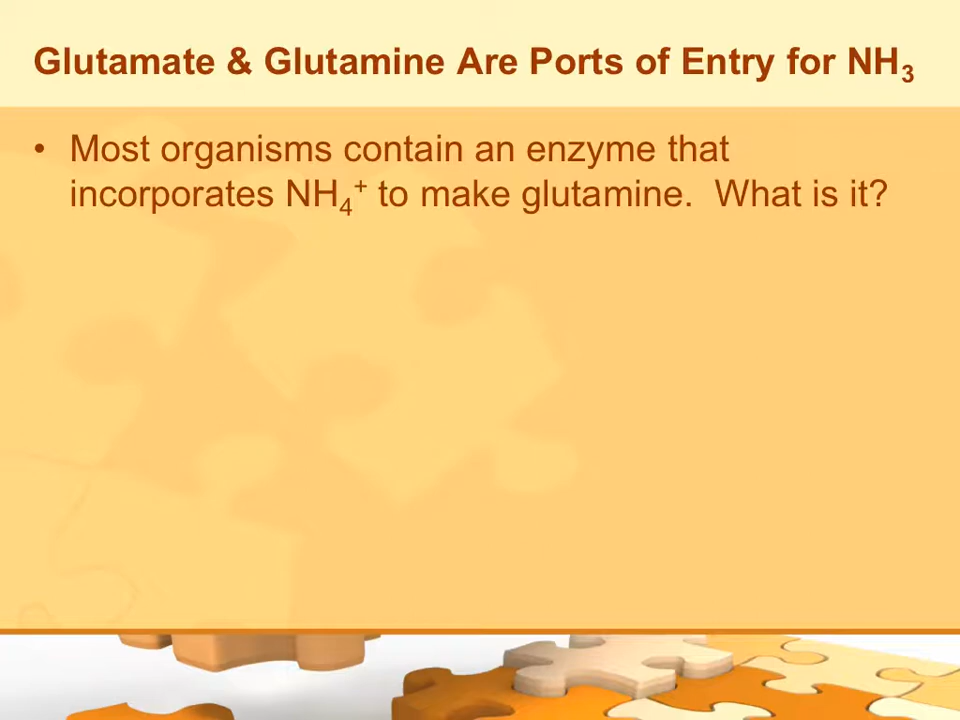 Glutamate & Glutamine Are Ports of Entry for NH₃
• Most organisms contain an enzyme that
incorporates NH₄⁺ to make glutamine.  What is it?